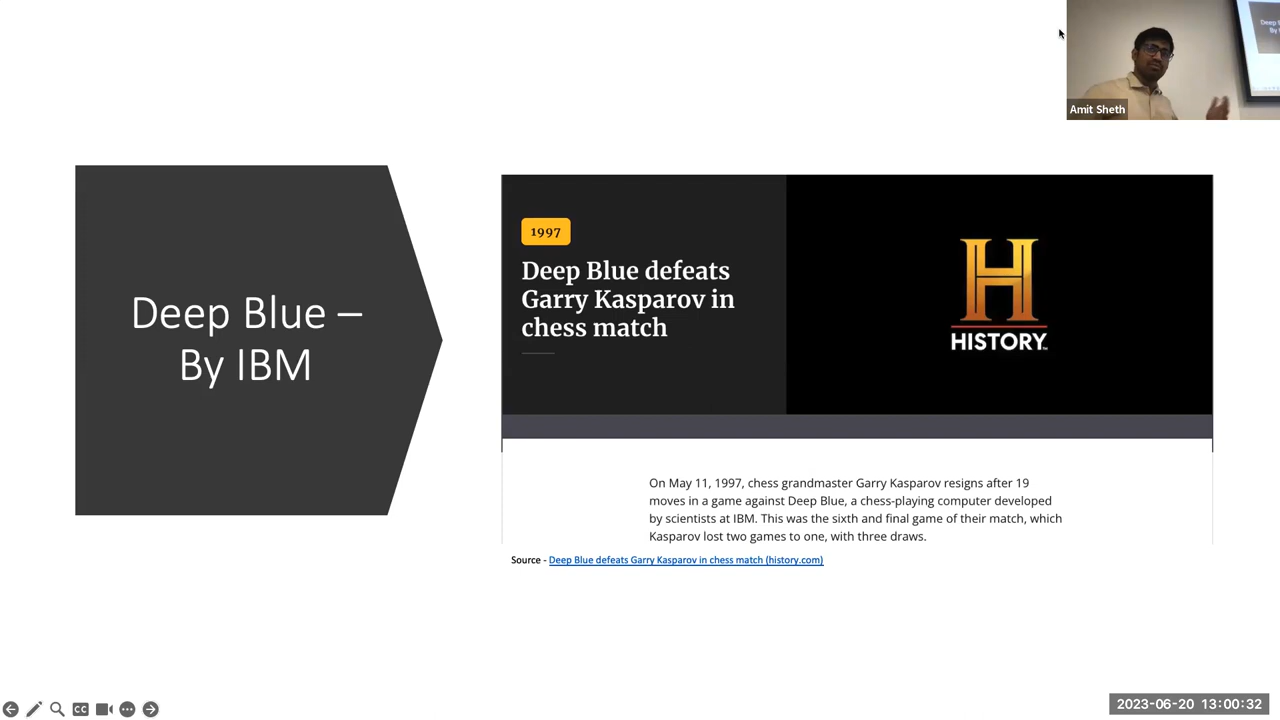 Amit Sheth
Deep Blue –
By IBM
1997
Deep Blue defeats
Garry Kasparov in
chess match
H
HISTORY
On May 11, 1997, chess grandmaster Garry Kasparov resigns after 19
moves in a game against Deep Blue, a chess-playing computer developed
by scientists at IBM. This was the sixth and final game of their match, which
Kasparov lost two games to one, with three draws.
Source - Deep Blue defeats Garry Kasparov in chess match (history.com)
CC
2023-06-20 13:00:32